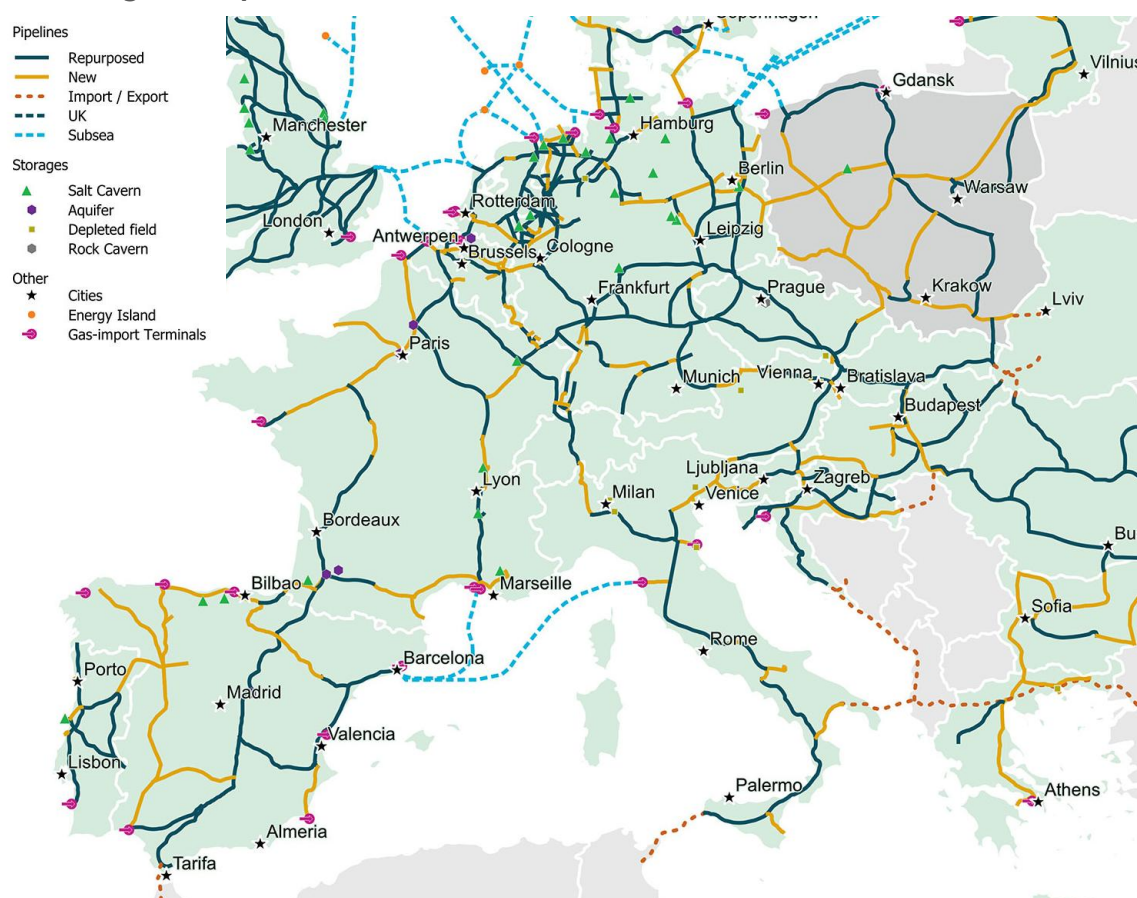 Pipelines
Repurposed
New
Import / Export
UK
Subsea
Storages
Salt Cavern
Aquifer
Depleted field
Rock Cavern
Other
Cities
Energy Island
Gas-import Terminals
Copenhagen
Vilnius
Gdansk
Manchester
Hamburg
Berlin
Warsaw
Rotterdam
London
Antwerpen
Leipzig
Brussels
Cologne
Frankfurt
Prague
Krakow
Lviv
Paris
Munich
Vienna
Bratislava
Budapest
Ljubljana
Lyon
Milan
Venice
Zagreb
Bordeaux
Bu
Bilbao
Marseille
Sofia
Rome
Barcelona
Porto
Madrid
Valencia
Lisbon
Palermo
Athens
Almeria
Tarifa